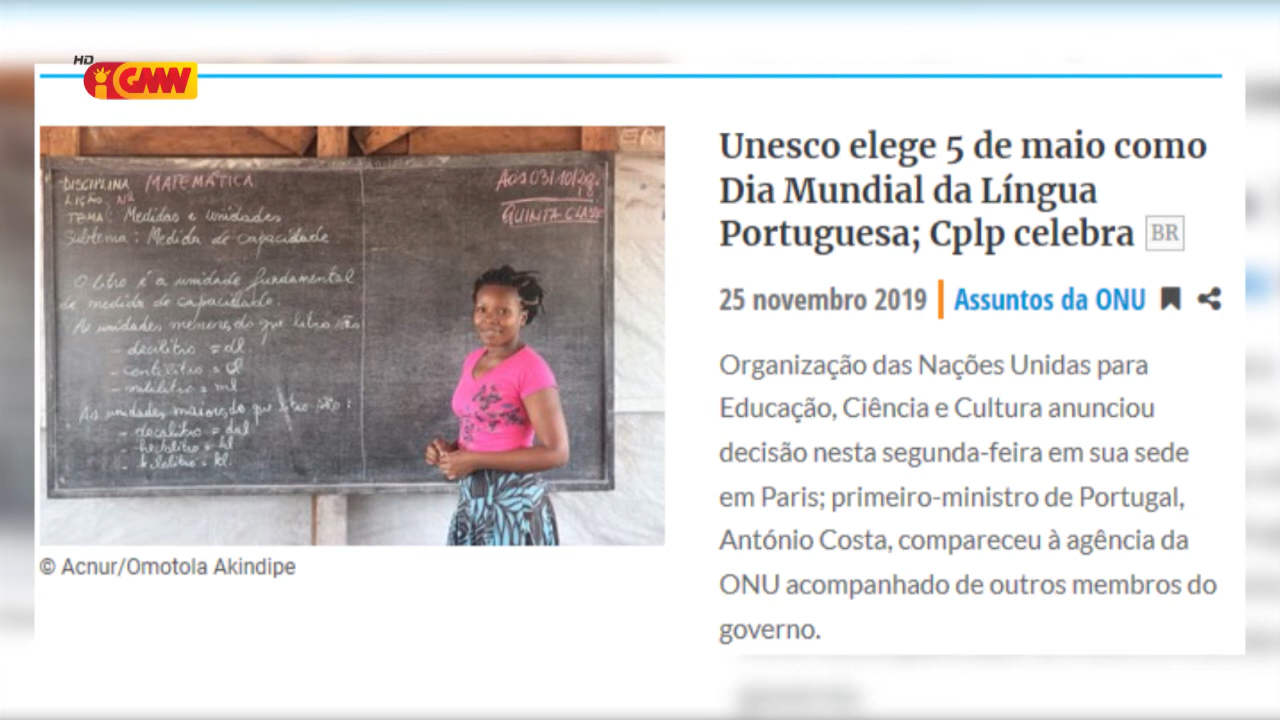 HD
GMW
DISCIPLINA MATEMÁTICA
LIÇÃO Nº
TEMA: Medidas e unidades
Subtema: Medida de capacidade
O litro é a unidade fundamental
de medida de capacidade.
As unidades menores do que litro são
- decilitro = dl
- centilitro = cl
- mililitro = ml
As unidades maiores do que litro são:
- decalitro = dal
- hectolitro = hl
- kilolitro = kl
QUINTA CLASSE
© Acnur/Omotola Akindipe
Unesco elege 5 de maio como
Dia Mundial da Língua
Portuguesa; Cplp celebra BR
25 novembro 2019 | Assuntos da ONU
Organização das Nações Unidas para
Educação, Ciência e Cultura anunciou
decisão nesta segunda-feira em sua sede
em Paris; primeiro-ministro de Portugal,
António Costa, compareceu à agência da
ONU acompanhado de outros membros do
governo.